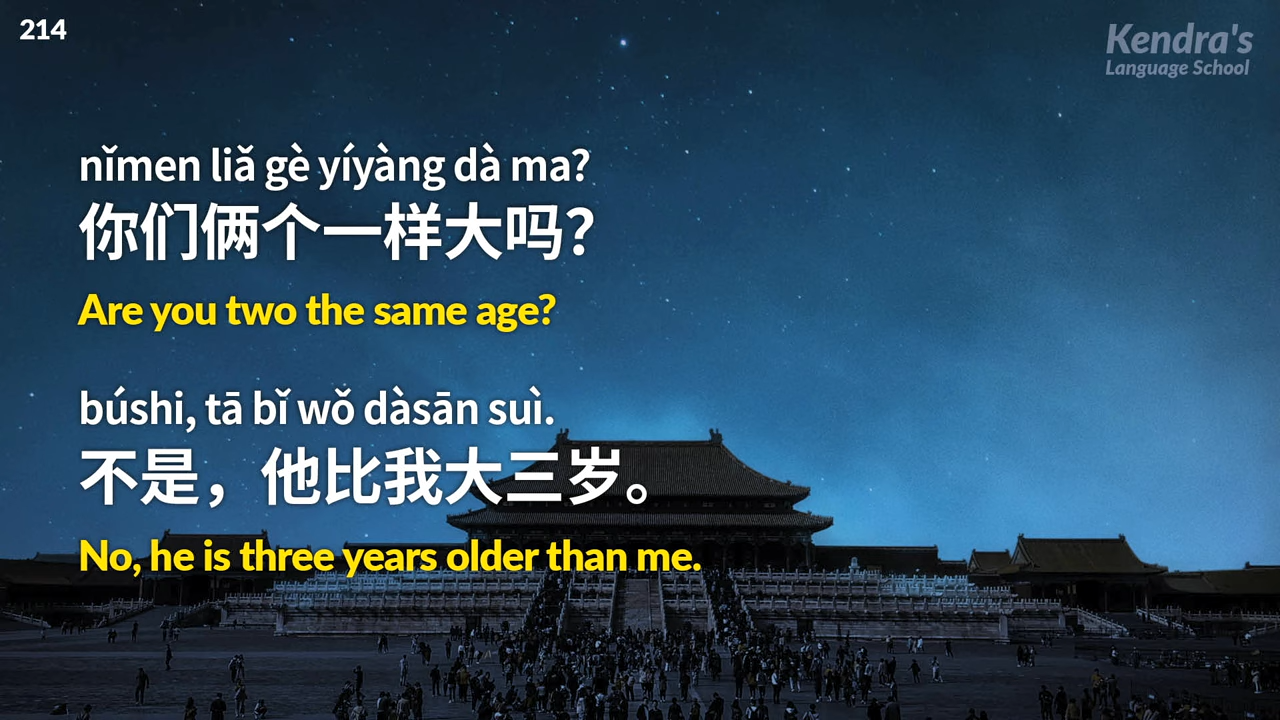 214
Kendra's
Language School
nǐmen liǎ gè yíyàng dà ma?
你们俩个一样大吗?
Are you two the same age?
búshi, tā bǐ wǒ dàsān suì.
不是，他比我大三岁。
No, he is three years older than me.